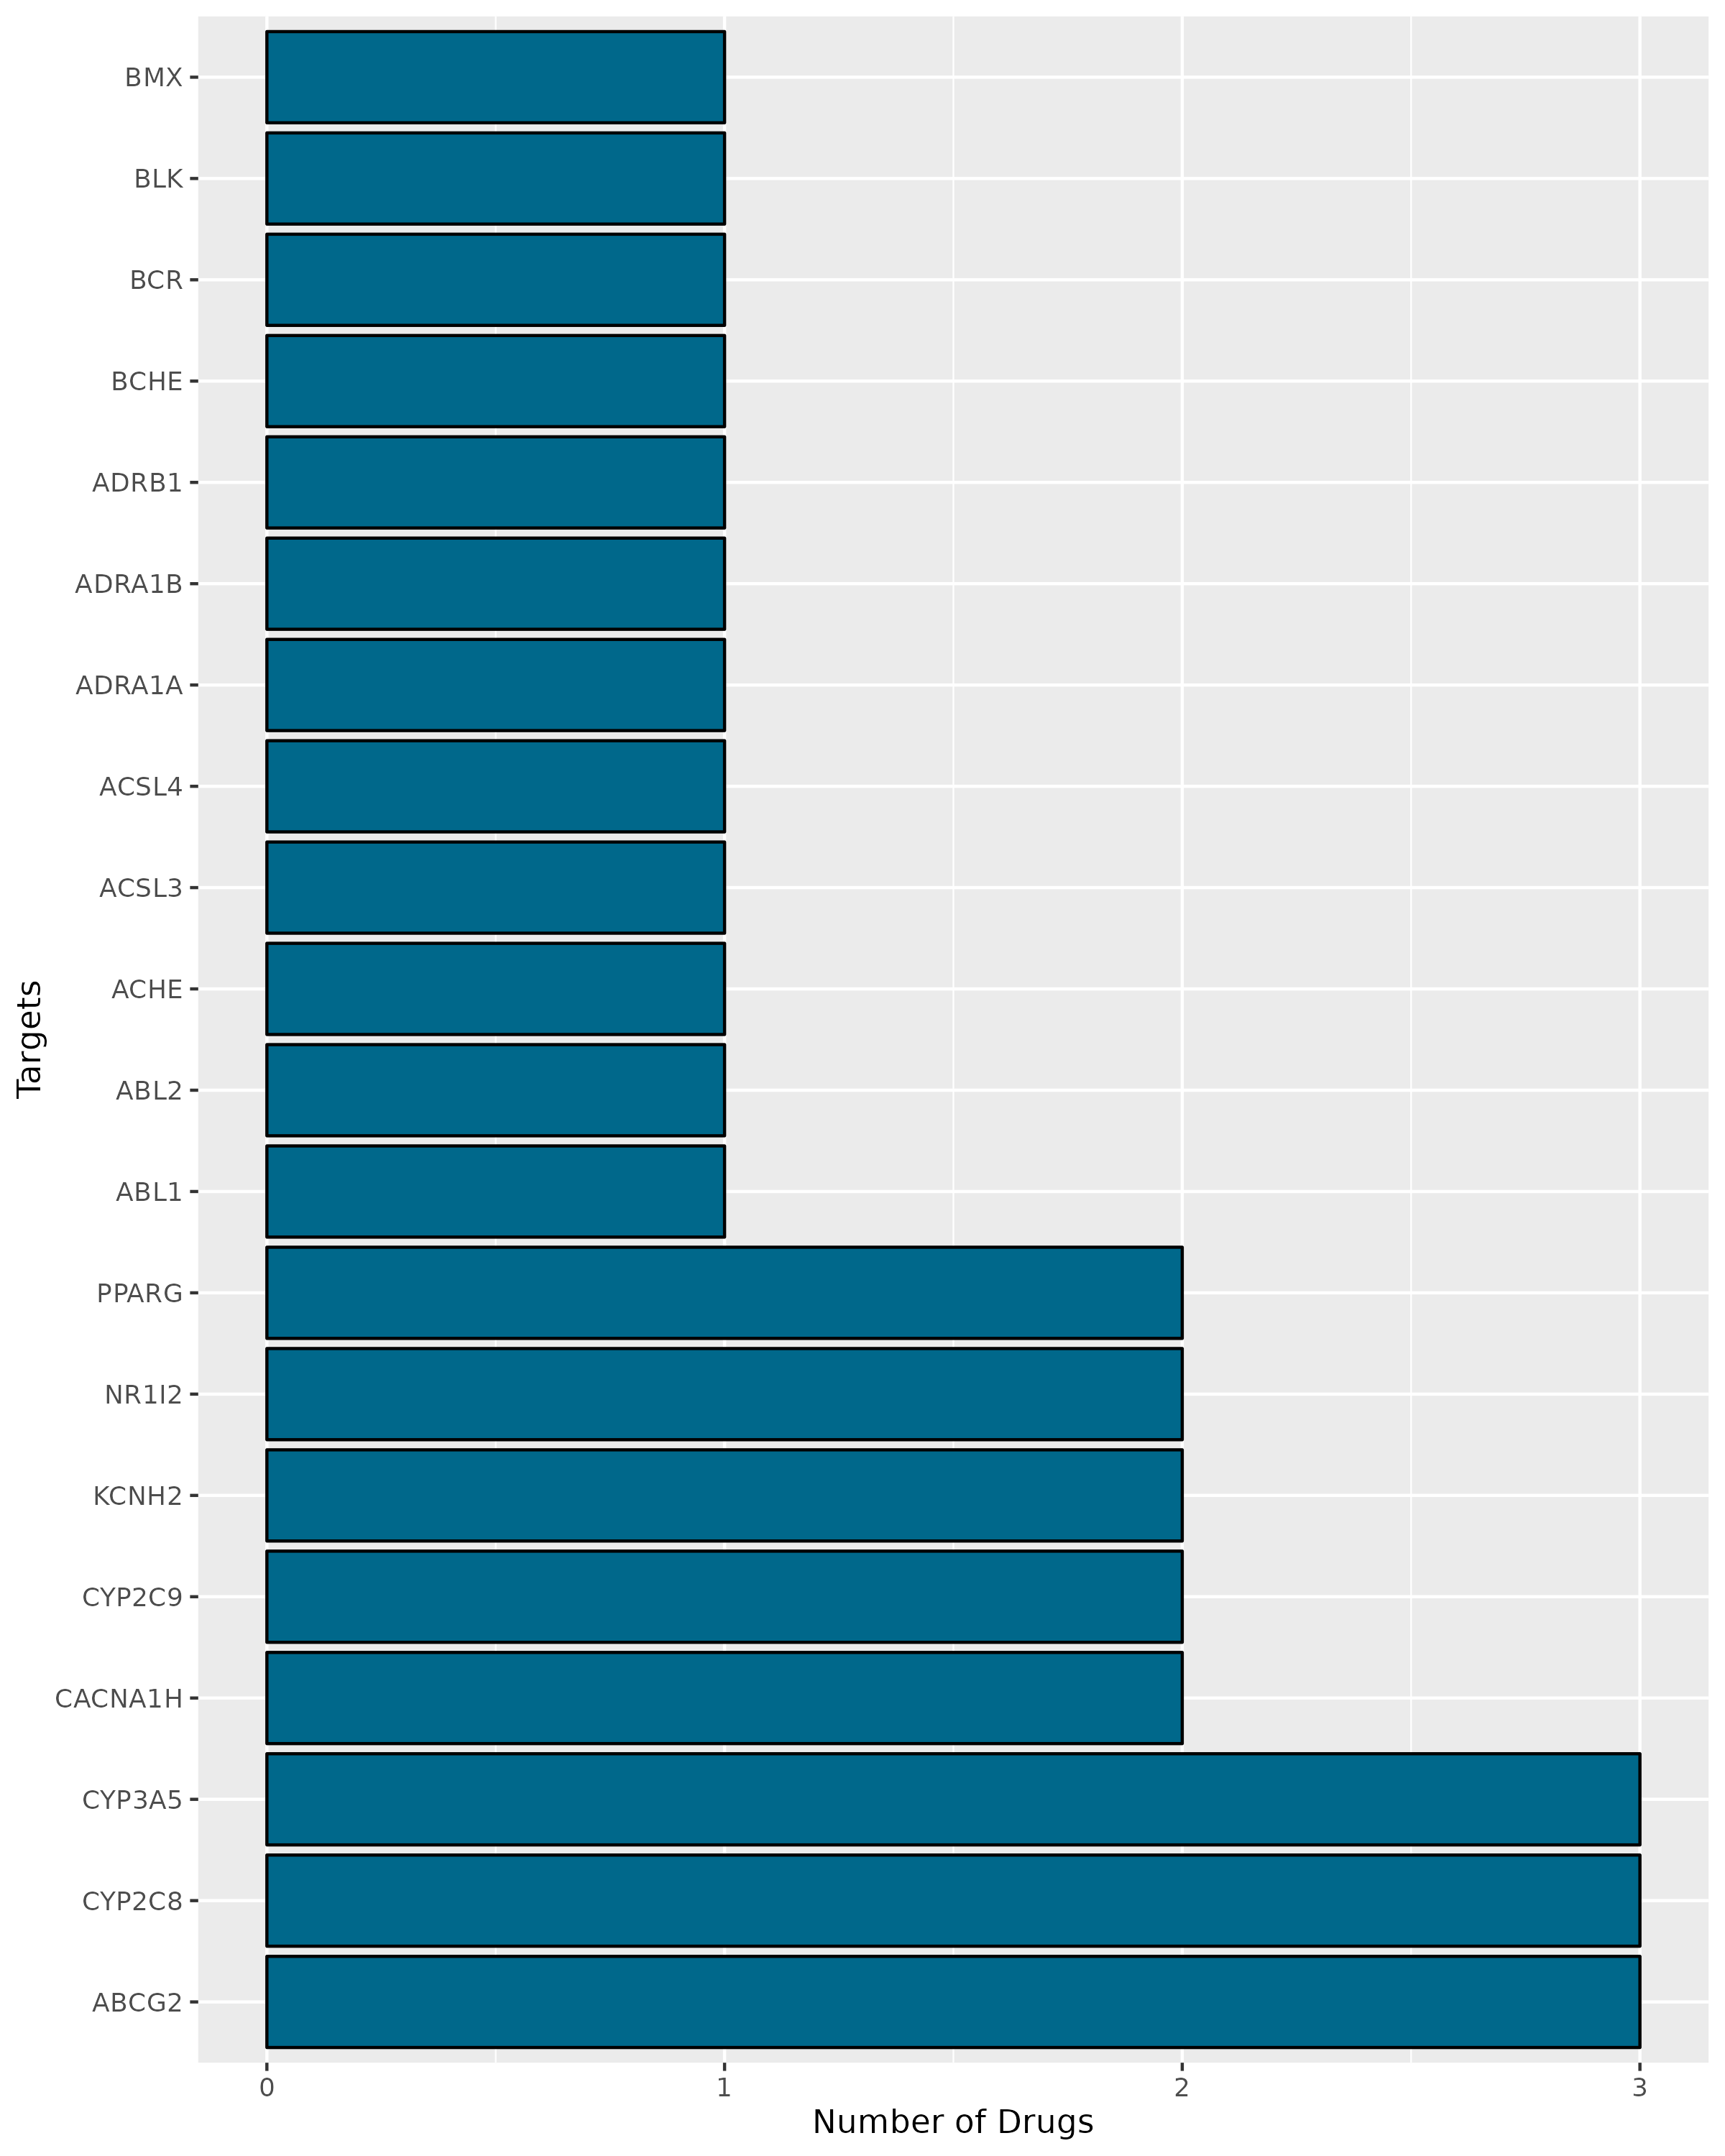 BMX
BLK
BCR
BCHE
ADRB1
ADRA1B
ADRA1A
ACSL4
ACSL3
ACHE
ABL2
ABL1
PPARG
NR1I2
KCNH2
CYP2C9
CACNA1H
CYP3A5
CYP2C8
ABCG2
Targets
0 1 2 3
Number of Drugs